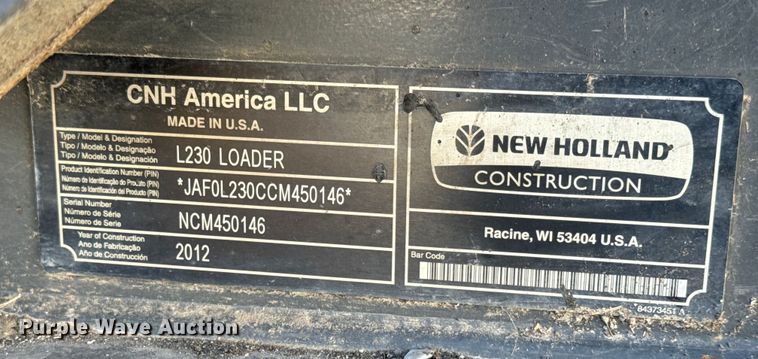 CNH America LLC
MADE IN U.S.A.
Type / Model & Designation
Tipo / Modelo & Designação
Tipo / Modelo & Designación
L230 LOADER
Product Identification Number (PIN)
Número de Identificação do Produto (PIN)
Número de Identificación del Producto (PIN)
*JAF0L230CCM450146*
Serial Number
Número de Série
Número de Serie
NCM450146
Year of Construction
Ano de Fabricação
Año de Construcción
2012
NEW HOLLAND
CONSTRUCTION
Racine, WI 53404 U.S.A.
Bar Code
84373451 A
Purple Wave Auction